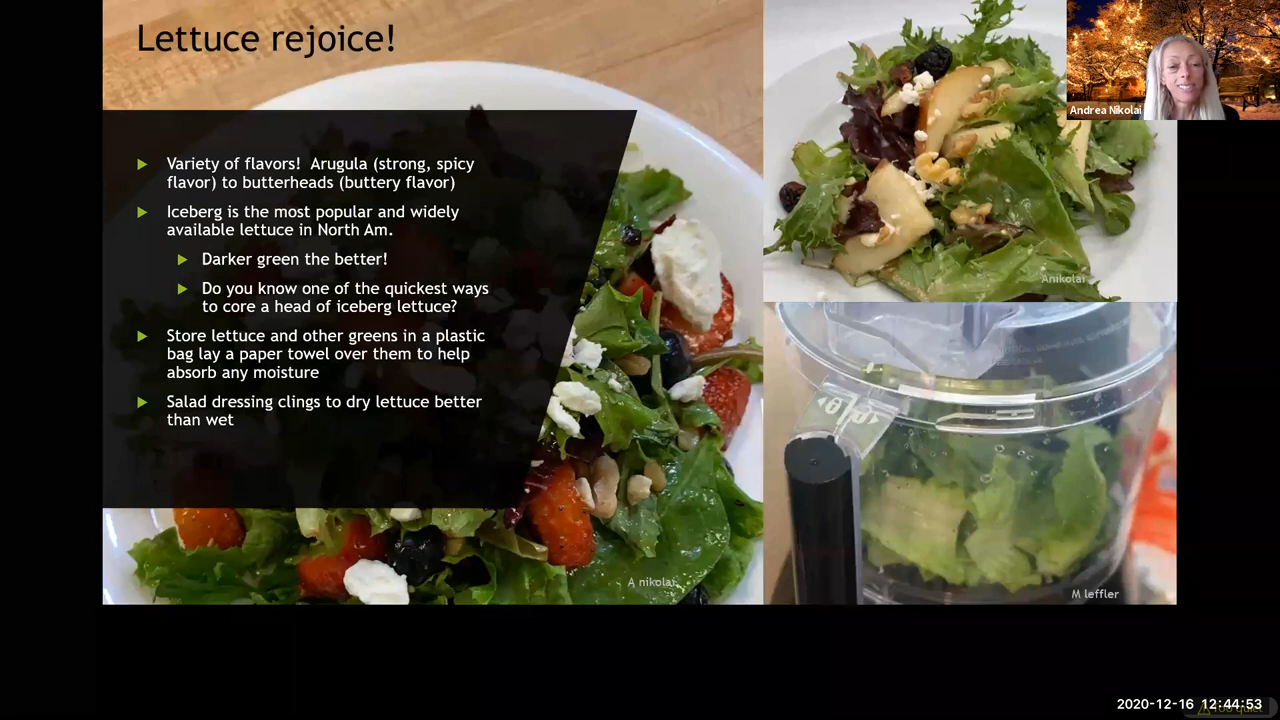 Lettuce rejoice!
Variety of flavors! Arugula (strong, spicy
flavor) to butterheads (buttery flavor)
Iceberg is the most popular and widely
available lettuce in North Am.
Darker green the better!
Do you know one of the quickest ways
to core a head of iceberg lettuce?
Store lettuce and other greens in a plastic
bag lay a paper towel over them to help
absorb any moisture
Salad dressing clings to dry lettuce better
than wet
A nikolai
Anikolai
M leffler
Andrea Nikolai
2020-12-16 12:44:53